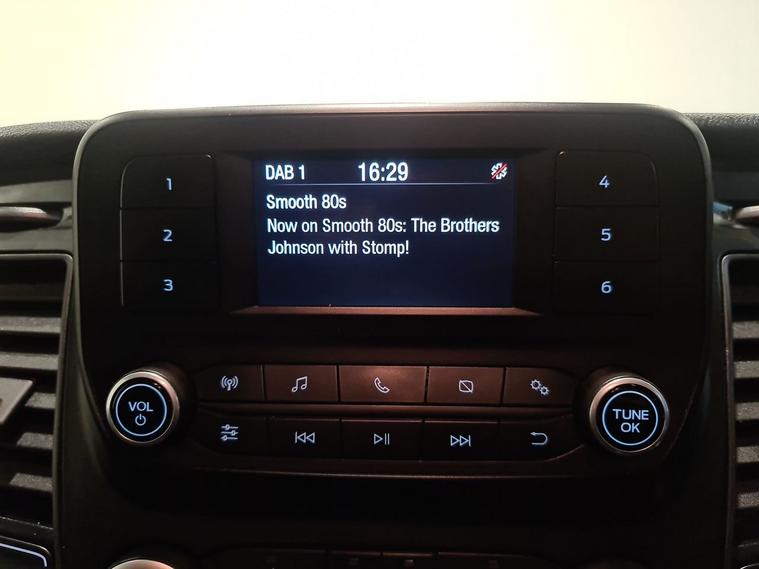 DAB 1 16:29
Smooth 80s
Now on Smooth 80s: The Brothers
Johnson with Stomp!
1
2
3
4
5
6
VOL
TUNE
OK